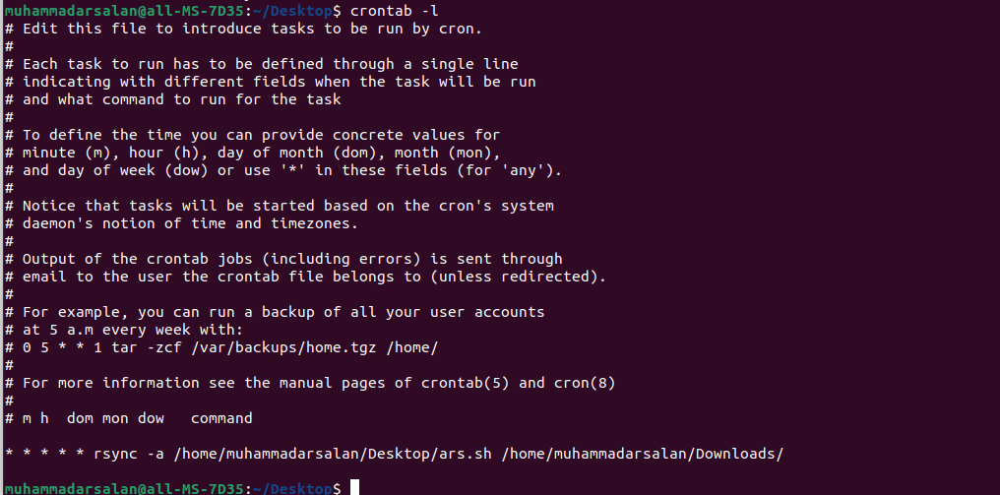 muhammadarsalan@all-MS-7D35:~/Desktop$ crontab -l
# Edit this file to introduce tasks to be run by cron.
#
# Each task to run has to be defined through a single line
# indicating with different fields when the task will be run
# and what command to run for the task
#
# To define the time you can provide concrete values for
# minute (m), hour (h), day of month (dom), month (mon),
# and day of week (dow) or use '*' in these fields (for 'any').
#
# Notice that tasks will be started based on the cron's system
# daemon's notion of time and timezones.
#
# Output of the crontab jobs (including errors) is sent through
# email to the user the crontab file belongs to (unless redirected).
#
# For example, you can run a backup of all your user accounts
# at 5 a.m every week with:
# 0 5 * * 1 tar -zcf /var/backups/home.tgz /home/
#
# For more information see the manual pages of crontab(5) and cron(8)
#
# m h  dom mon dow   command
* * * * * rsync -a /home/muhammadarsalan/Desktop/ars.sh /home/muhammadarsalan/Downloads/
muhammadarsalan@all-MS-7D35:~/Desktop$